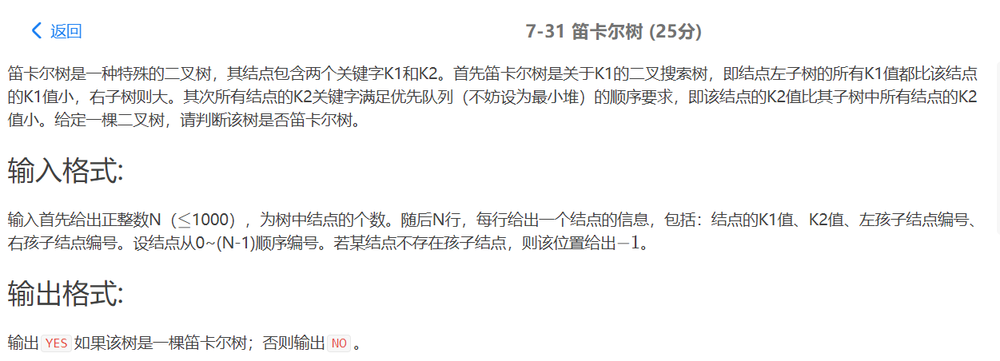 返回
7-31 笛卡尔树 (25分)
笛卡尔树是一种特殊的二叉树，其结点包含两个关键字K1和K2。首先笛卡尔树是关于K1的二叉搜索树，即结点左子树的所有K1值都比该结点
的K1值小，右子树则大。其次所有结点的K2关键字满足优先队列（不妨设为最小堆）的顺序要求，即该结点的K2值比其子树中所有结点的K2
值小。给定一棵二叉树，请判断该树是否笛卡尔树。
输入格式:
输入首先给出正整数N（≤1000），为树中结点的个数。随后N行，每行给出一个结点的信息，包括：结点的K1值、K2值、左孩子结点编号、
右孩子结点编号。设结点从0~(N-1)顺序编号。若某结点不存在孩子结点，则该位置给出−1。
输出格式:
输出YES如果该树是一棵笛卡尔树；否则输出NO。